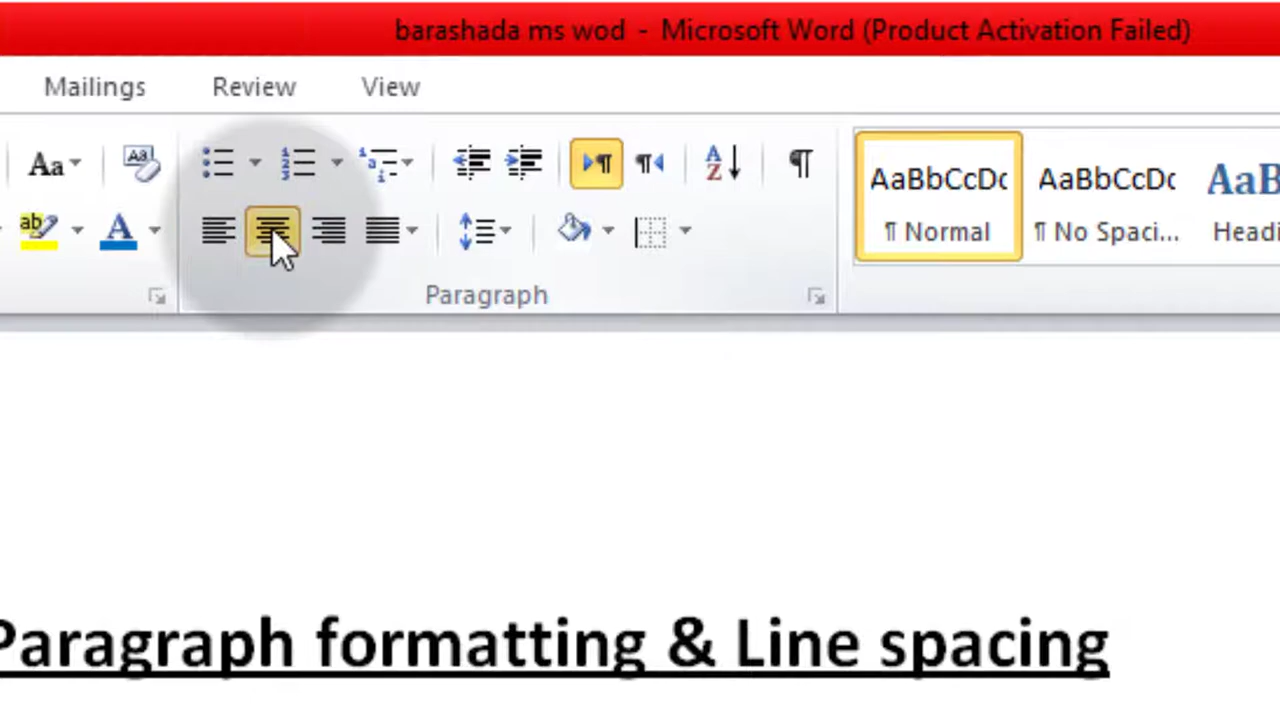 barashada ms wod - Microsoft Word (Product Activation Failed)
Mailings Review View
Aa
AaBbCcDc AaBbCcDc AaB
¶ Normal ¶ No Spaci... Headi
Paragraph
Paragraph formatting & Line spacing